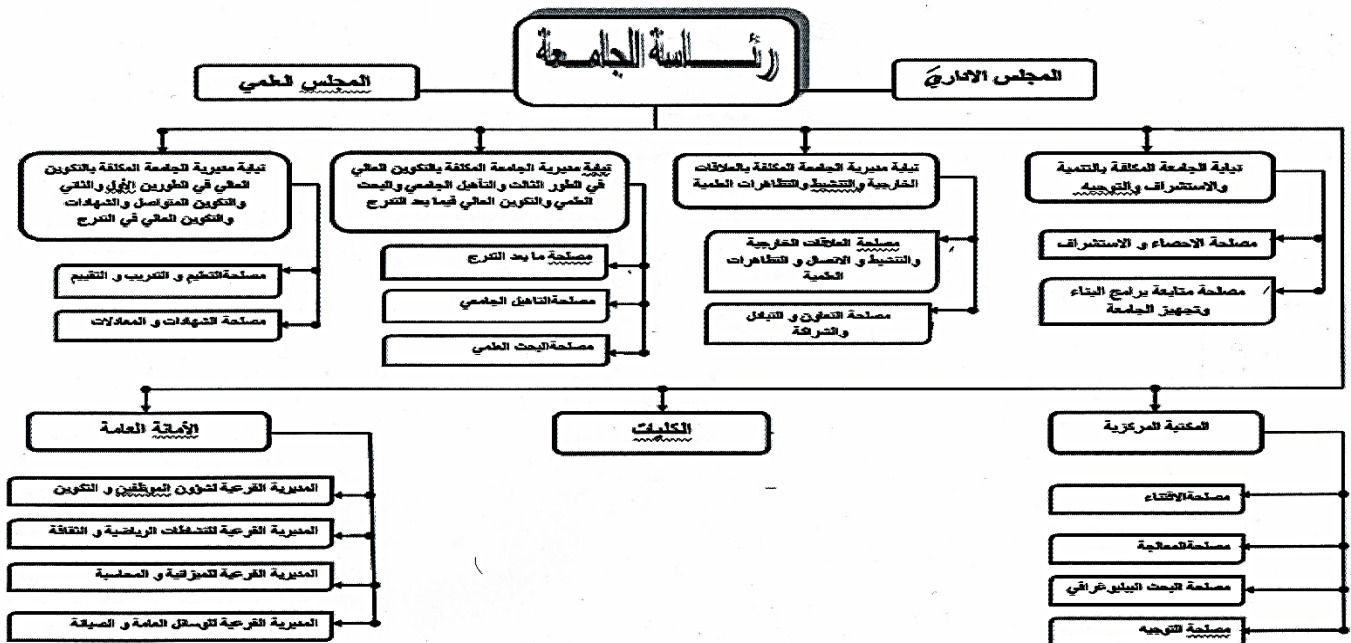 رئاسة الجامعة
المجلس الاداري
المجلس العلمي
نيابة الجامعة المكلفة بالتنمية
والاستشراف والتوجيه
مصلحة الاحصاء و الاستشراف
مصلحة متابعة برامج البناء
وتجهيز الجامعة
نيابة مديرية الجامعة المكلفة بالعلاقات
الخارجية والتنشيط والتظاهرات العلمية
مصلحة العلاقات الخارجية
والتنشيط و الاتصال و التظاهرات
العلمية
مصلحة التعاون و التبادل
والشراكة
نيابة مديرية الجامعة المكلفة بالتكوين العالي
في الطور الثالث والتأهيل الجامعي والبحث
العلمي والتكوين العالي فيما بعد التدرج
مصلحة ما بعد التدرج
مصلحة التاهيل الجامعي
مصلحة البحث العلمي
نيابة مديرية الجامعة المكلفة بالتكوين
العالي في الطورين الأول والثاني
والتكوين المتواصل والشهادات
والتكوين العالي في التدرج
مصلحة التعليم و التدريب و التقييم
مصلحة الشهادات و المعادلات
المكتبة المركزية
مصلحة الاقتناء
مصلحة المعالجة
مصلحة البحث البيليوغرافي
مصلحة التوجيه
الكليات
الأمانة العامة
المديرية الفرعية لشؤون الموظفين و التكوين
المديرية الفرعية للنشاطات الرياضية و الثقافة
المديرية الفرعية للميزانية و المحاسبة
المديرية الفرعية للوسائل العامة و الصيانة